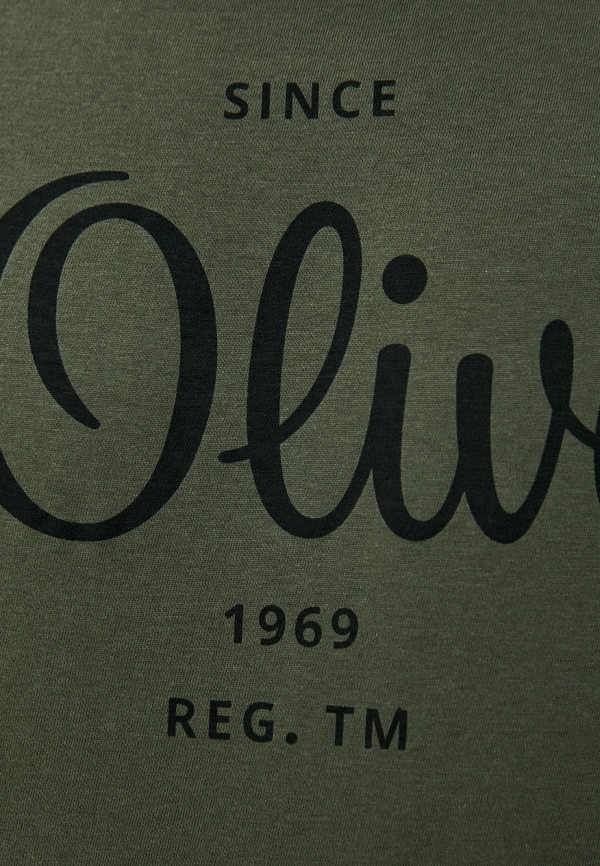 SINCE
Oliv
1969
REG. TM